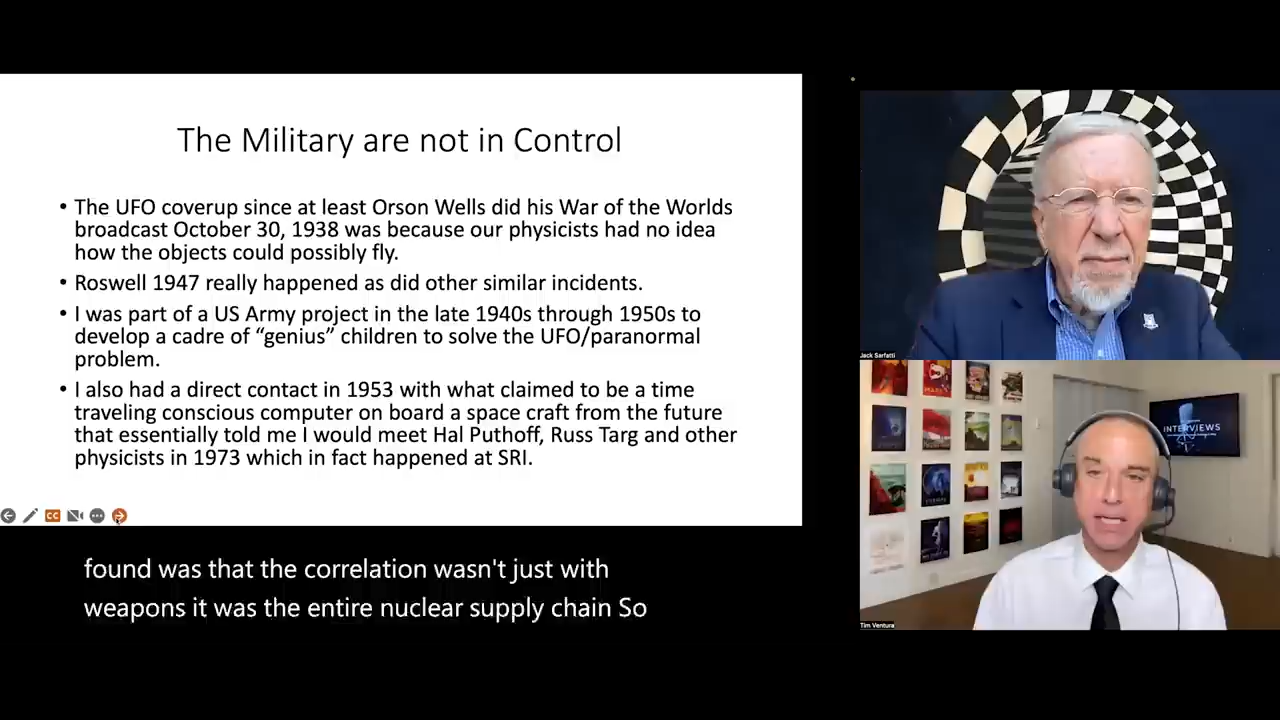 The Military are not in Control
• The UFO coverup since at least Orson Wells did his War of the Worlds
broadcast October 30, 1938 was because our physicists had no idea
how the objects could possibly fly.
• Roswell 1947 really happened as did other similar incidents.
• I was part of a US Army project in the late 1940s through 1950s to
develop a cadre of “genius” children to solve the UFO/paranormal
problem.
• I also had a direct contact in 1953 with what claimed to be a time
traveling conscious computer on board a space craft from the future
that essentially told me I would meet Hal Puthoff, Russ Targ and other
physicists in 1973 which in fact happened at SRI.
CC
found was that the correlation wasn't just with
weapons it was the entire nuclear supply chain So
Jack Sarfatti
INTERVIEWS
Tim Ventura